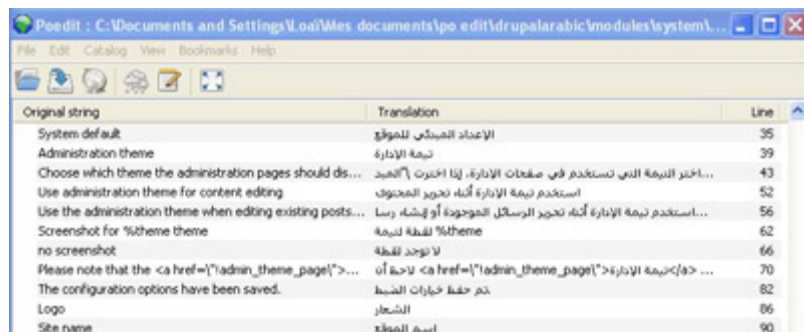 Poedit : C:\Documents and Settings\Loai\Mes documents\po edit\drupalarabic\modules\system\...
File Edit Catalog View Bookmarks Help
Original string Translation Line
System default الإعداد المبدئي للموقع 35
Administration theme تيمة الإدارة 39
Choose which theme the administration pages should dis... اختر التيمة التي تستخدم في صفحات الإدارة. إذا اخترت \"المبد... 43
Use administration theme for content editing استخدم تيمة الإدارة أثناء تحرير المحتوى 52
Use the administration theme when editing existing posts... استخدم تيمة الإدارة أثناء تحرير الرسائل الموجودة أو إنشاء رسا... 56
Screenshot for %theme theme لقطة لتيمة %theme 62
no screenshot لا توجد لقطة 66
Please note that the <a href=\"!admin_theme_page\">... لاحظ أن <a href=\"!admin_theme_page\">تيمة الإدارة</a> ... 70
The configuration options have been saved. تم حفظ خيارات الضبط. 82
Logo الشعار 86
Site name اسم الموقع 90